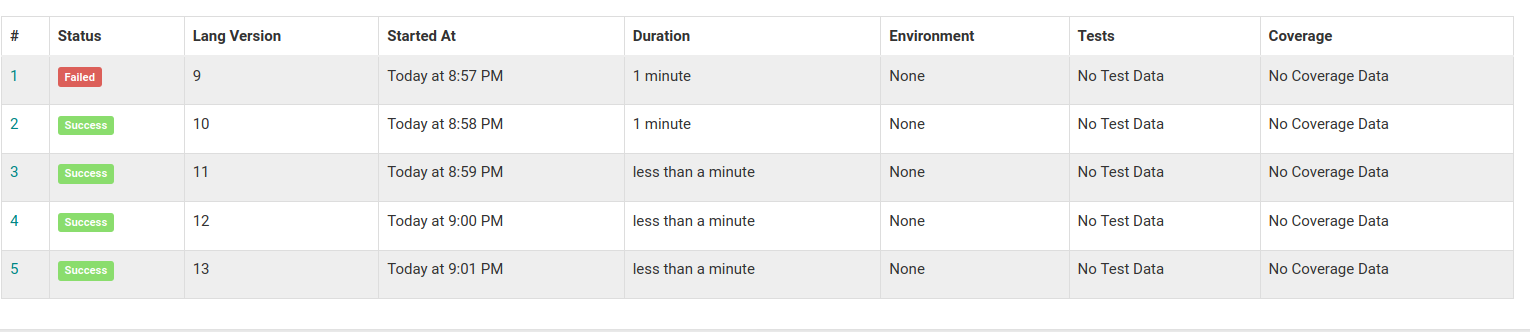 # Status Lang Version Started At Duration Environment Tests Coverage
1 Failed 9 Today at 8:57 PM 1 minute None No Test Data No Coverage Data
2 Success 10 Today at 8:58 PM 1 minute None No Test Data No Coverage Data
3 Success 11 Today at 8:59 PM less than a minute None No Test Data No Coverage Data
4 Success 12 Today at 9:00 PM less than a minute None No Test Data No Coverage Data
5 Success 13 Today at 9:01 PM less than a minute None No Test Data No Coverage Data